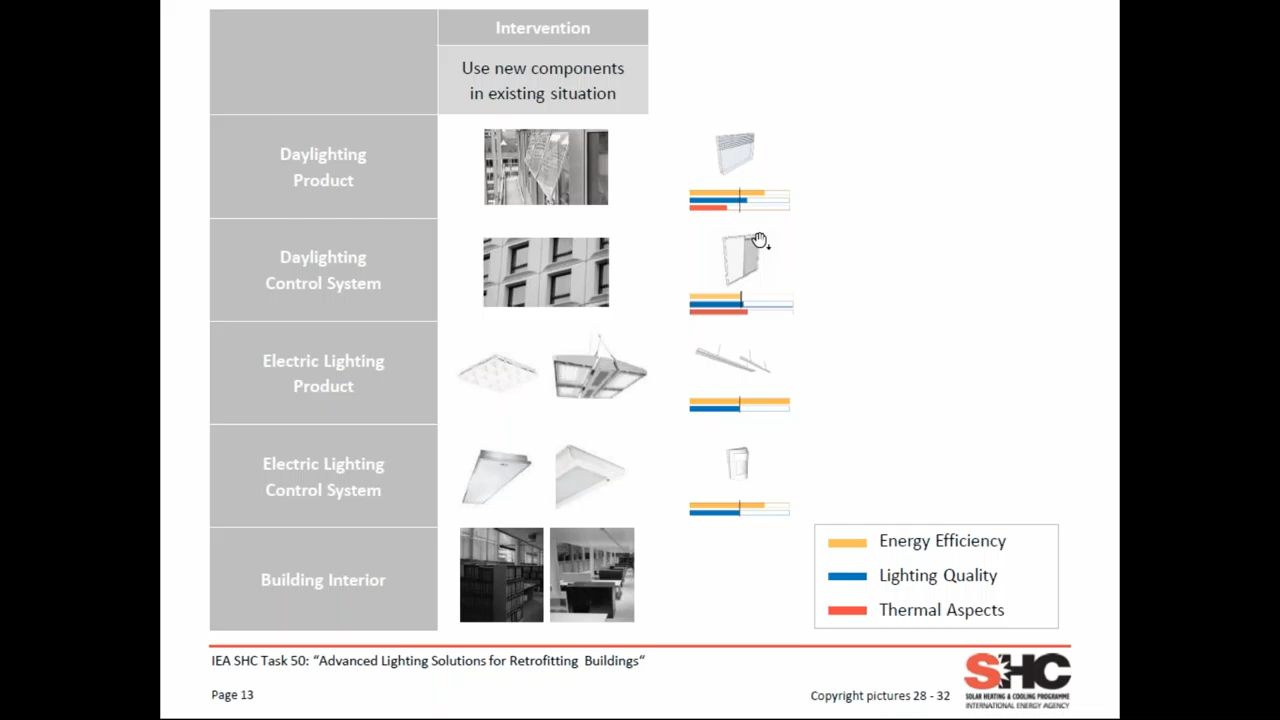 Intervention
Use new components
in existing situation
Daylighting
Product
Daylighting
Control System
Electric Lighting
Product
Electric Lighting
Control System
Building Interior
Energy Efficiency
Lighting Quality
Thermal Aspects
IEA SHC Task 50: “Advanced Lighting Solutions for Retrofitting Buildings“
Page 13
Copyright pictures 28 - 32
SHC
SOLAR HEATING & COOLING PROGRAMME
INTERNATIONAL ENERGY AGENCY